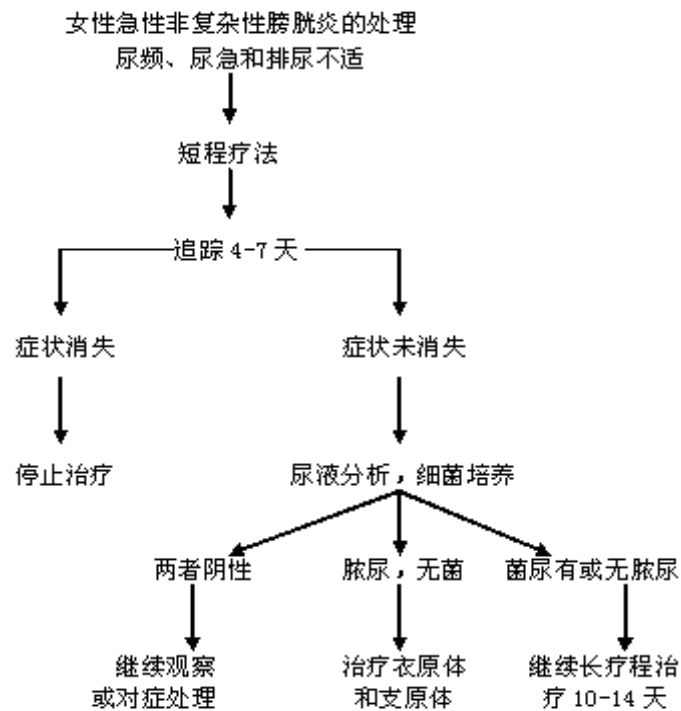 女性急性非复杂性膀胱炎的处理
尿频、尿急和排尿不适
短程疗法
追踪 4-7 天
症状消失
症状未消失
停止治疗
尿液分析，细菌培养
两者阴性
脓尿，无菌
菌尿有或无脓尿
继续观察
或对症处理
治疗衣原体
和支原体
继续长疗程治
疗 10-14 天